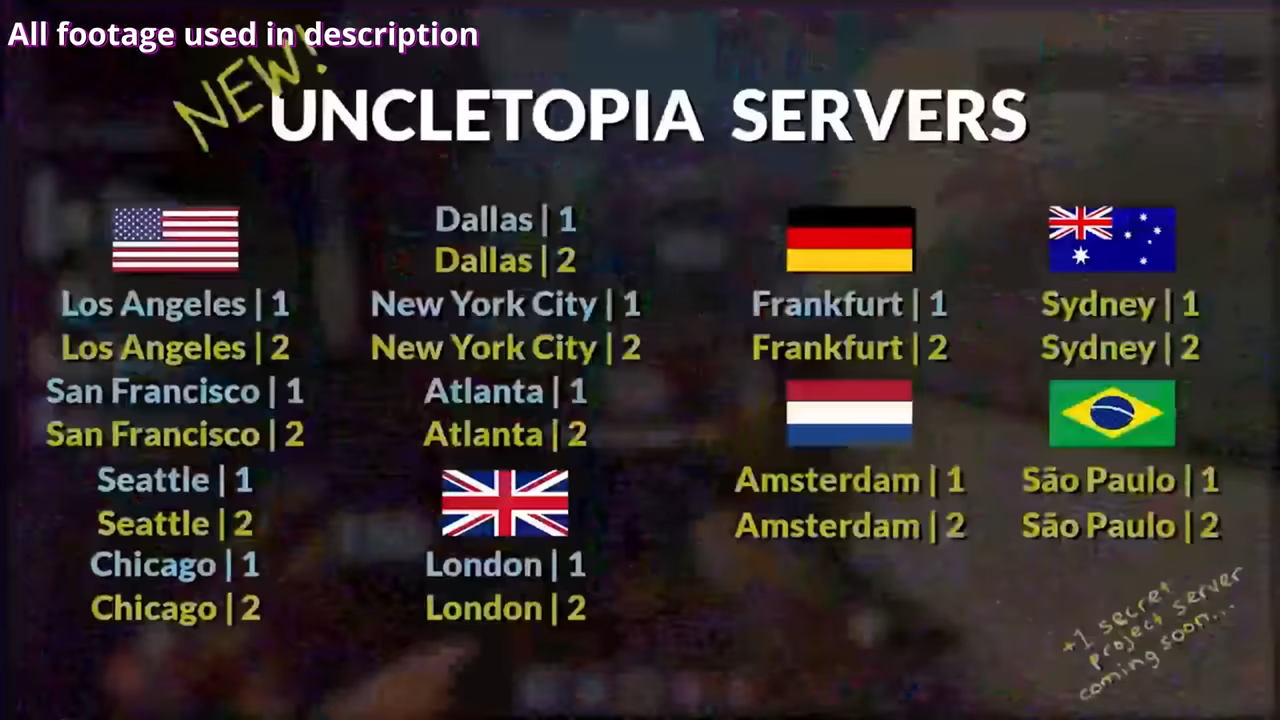 All footage used in description
NEW!
UNCLETOPIA SERVERS
Los Angeles | 1
Los Angeles | 2
San Francisco | 1
San Francisco | 2
Seattle | 1
Seattle | 2
Chicago | 1
Chicago | 2
Dallas | 1
Dallas | 2
New York City | 1
New York City | 2
Atlanta | 1
Atlanta | 2
London | 1
London | 2
Frankfurt | 1
Frankfurt | 2
Amsterdam | 1
Amsterdam | 2
Sydney | 1
Sydney | 2
São Paulo | 1
São Paulo | 2
+1 secret
project server
coming soon...